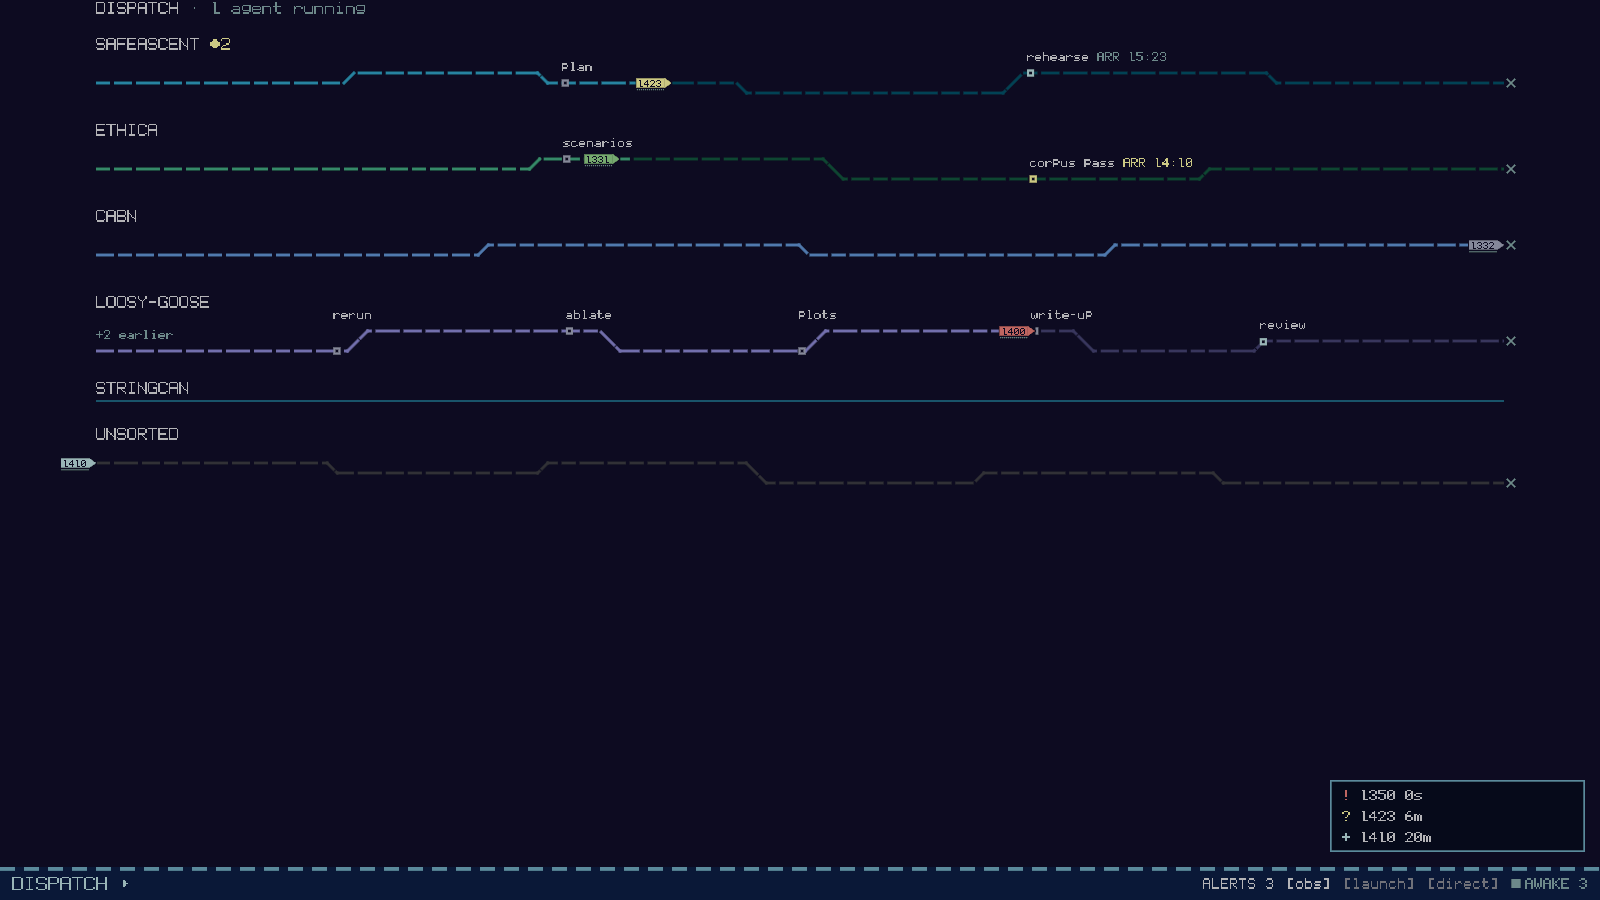 DISPATCH · 1 agent running
SAFEASCENT ●2
Plan
1423
rehearse ARR 15:23
ETHICA
scenarios
1331
corpus Pass ARR 14:10
CABN
1332
LOOSY-GOOSE
+2 earlier
rerun
ablate
Plots
1400
write-up
review
STRINGCAN
UNSORTED
1410
! 1350 0s
? 1423 6m
+ 1410 20m
DISPATCH
ALERTS 3 [obs] [launch] [direct] ■AWAKE 3